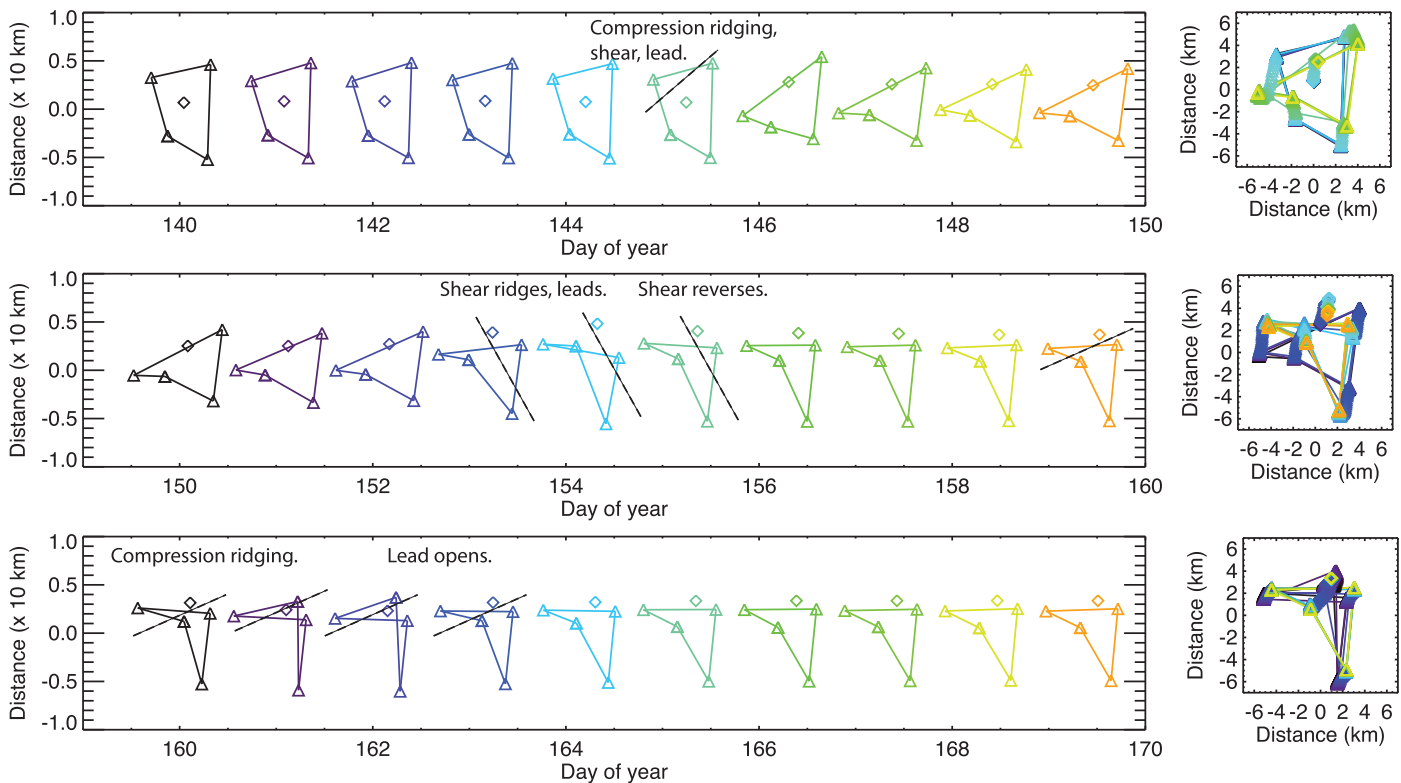 Distance (x 10 km)
1.0
0.5
0.0
-0.5
-1.0
Compression ridging,
shear, lead.
140 142 144 146 148 150
Day of year
6
4
2
0
-2
-4
-6
Distance (km)
-6 -4 -2 0 2 4 6
Distance (km)
Distance (x 10 km)
1.0
0.5
0.0
-0.5
-1.0
Shear ridges, leads. Shear reverses.
150 152 154 156 158 160
Day of year
6
4
2
0
-2
-4
-6
Distance (km)
-6 -4 -2 0 2 4 6
Distance (km)
Distance (x 10 km)
1.0
0.5
0.0
-0.5
-1.0
Compression ridging. Lead opens.
160 162 164 166 168 170
Day of year
6
4
2
0
-2
-4
-6
Distance (km)
-6 -4 -2 0 2 4 6
Distance (km)